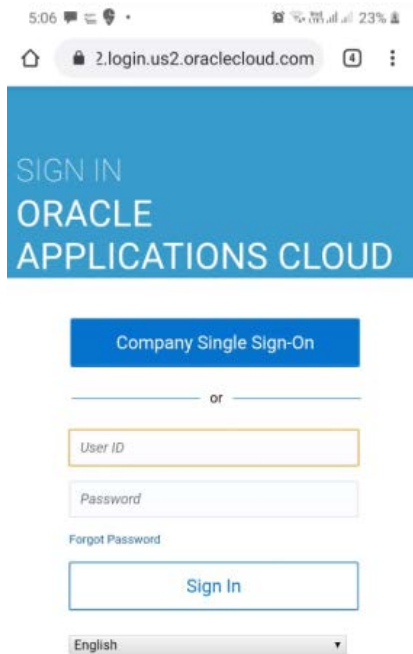 5:06
23%
2.login.us2.oraclecloud.com
4
SIGN IN
ORACLE
APPLICATIONS CLOUD
Company Single Sign-On
or
User ID
Password
Forgot Password
Sign In
English